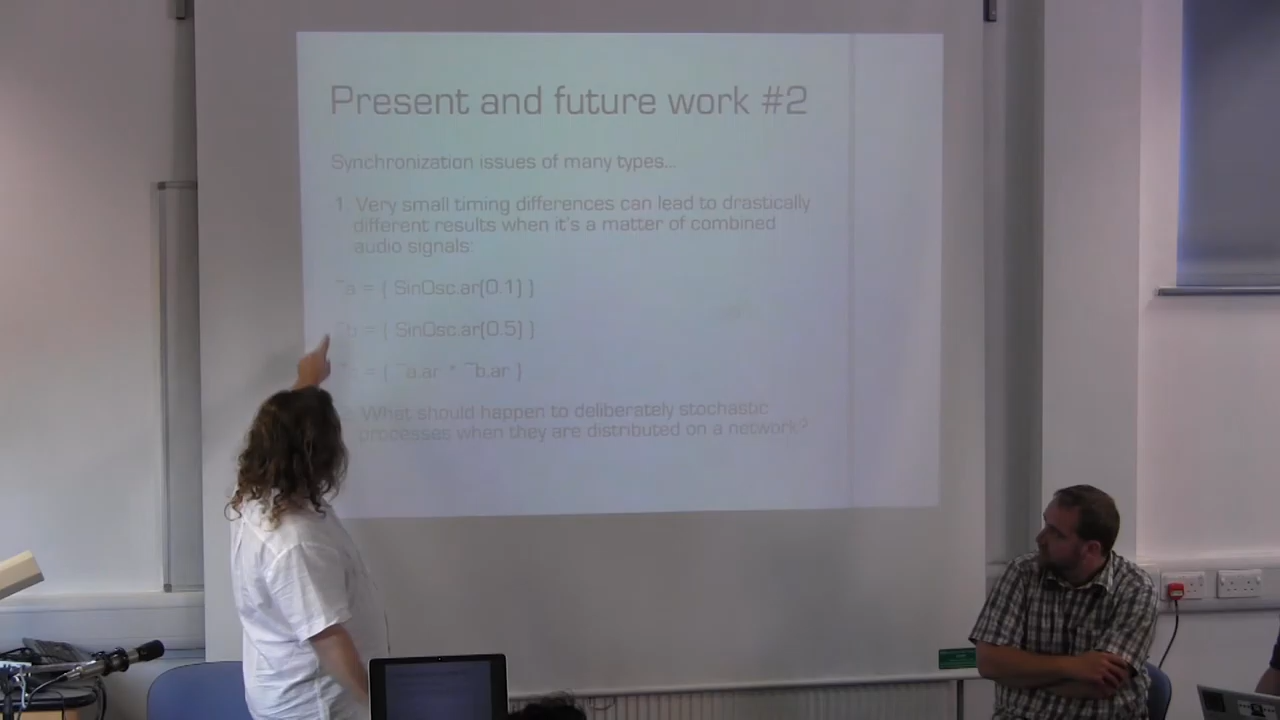 Present and future work #2
Synchronization issues of many types...
1 Very small timing differences can lead to drastically
different results when it's a matter of combined
audio signals:
~a = { SinOsc.ar(0.1) }
~b = { SinOsc.ar(0.5) }
= { ~a.ar * ~b.ar }
What should happen to deliberately stochastic
processes when they are distributed on a network?